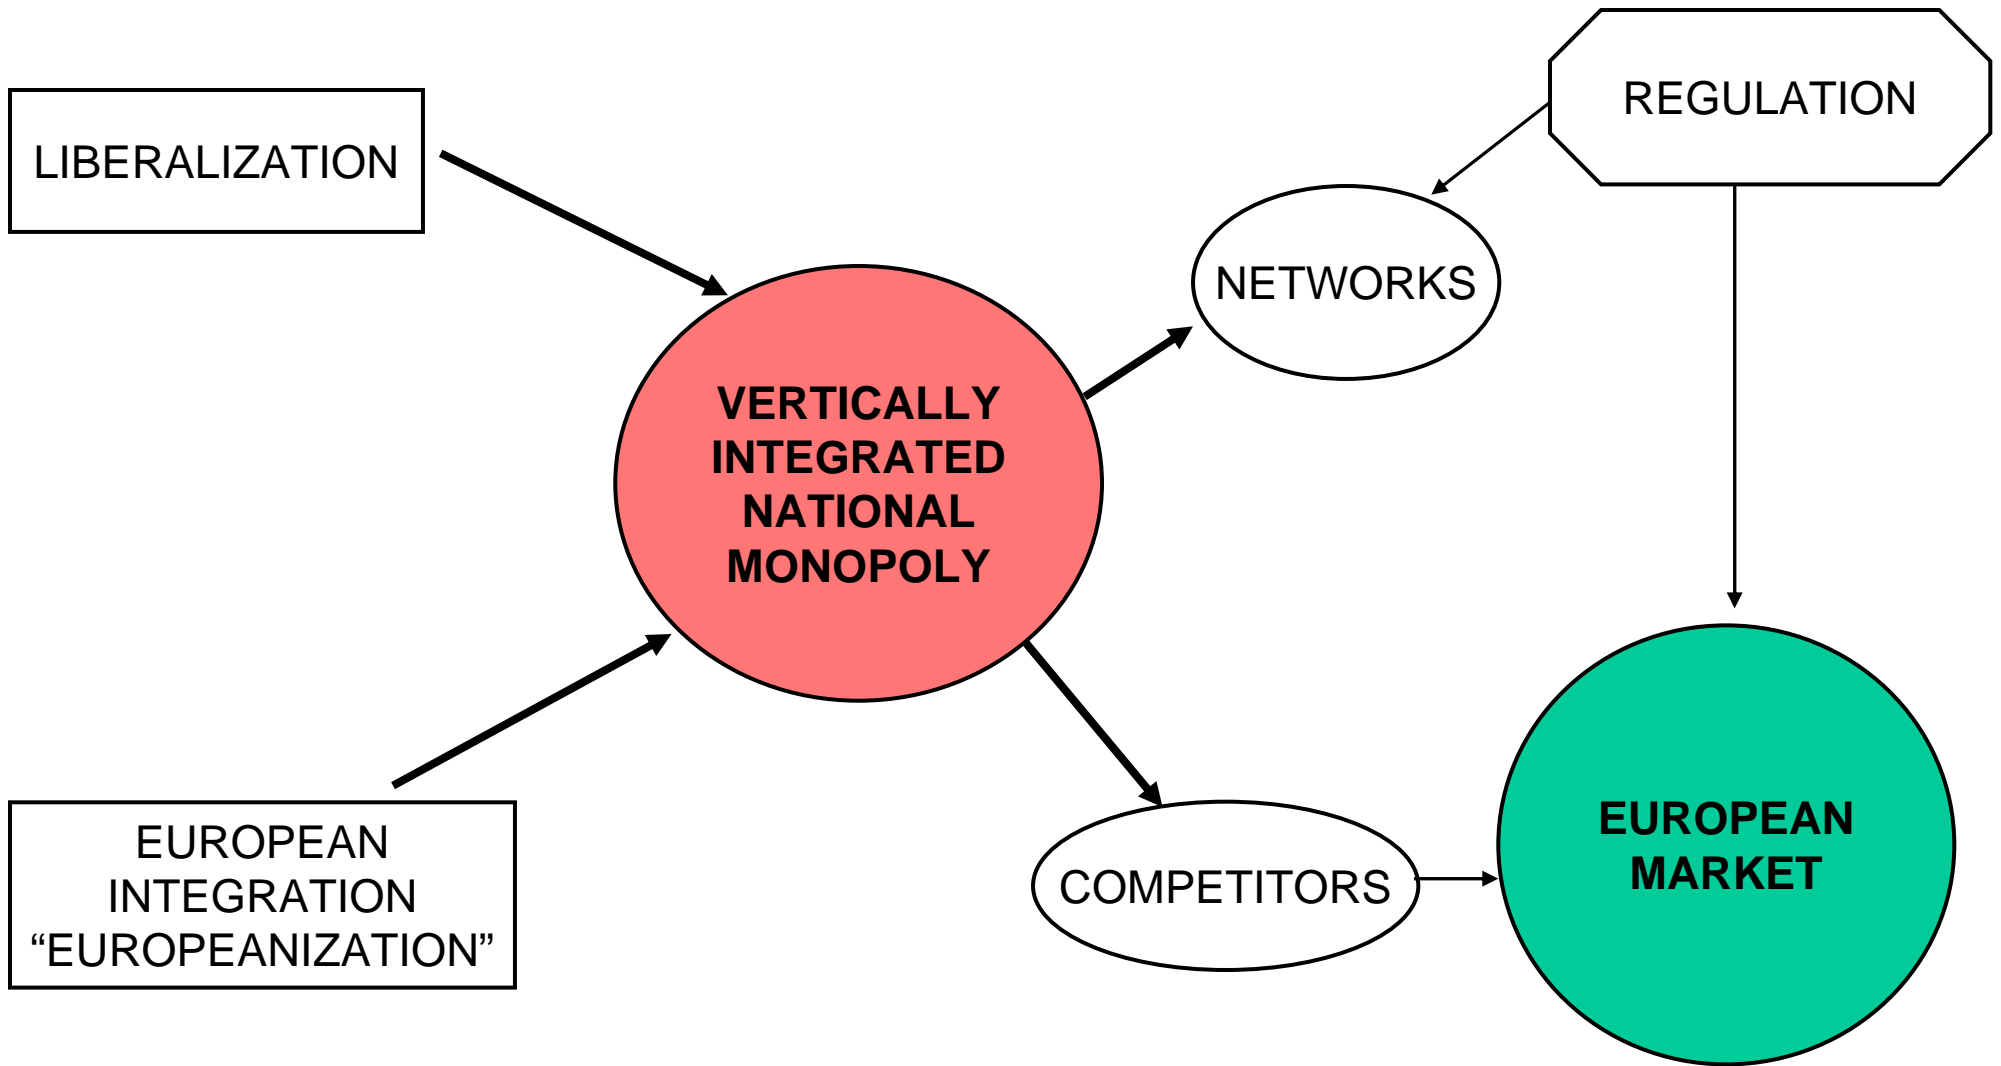 LIBERALIZATION
REGULATION
NETWORKS
VERTICALLY
INTEGRATED
NATIONAL
MONOPOLY
EUROPEAN
INTEGRATION
“EUROPEANIZATION”
COMPETITORS
EUROPEAN
MARKET